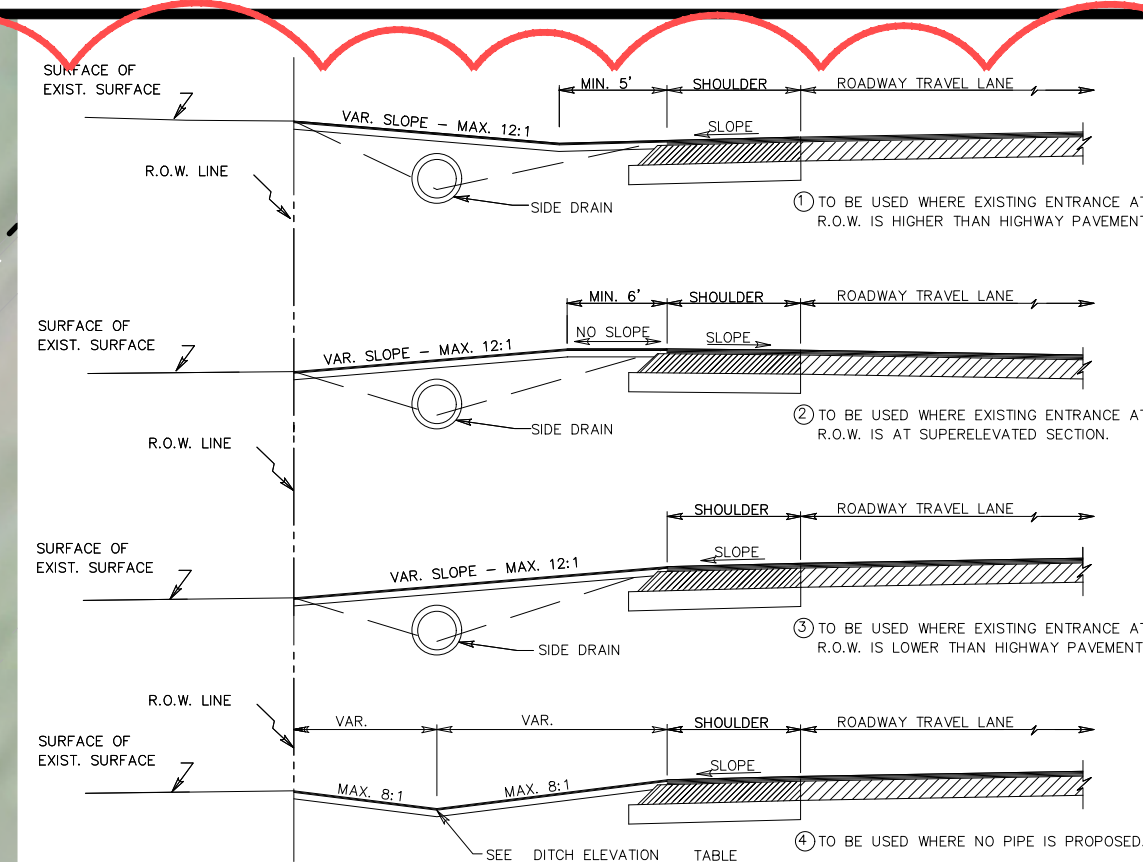 SURFACE OF
EXIST. SURFACE
MIN. 5'
SHOULDER
ROADWAY TRAVEL LANE
VAR. SLOPE - MAX. 12:1
SLOPE
R.O.W. LINE
SIDE DRAIN
1 TO BE USED WHERE EXISTING ENTRANCE AT
R.O.W. IS HIGHER THAN HIGHWAY PAVEMENT
SURFACE OF
EXIST. SURFACE
MIN. 6'
SHOULDER
ROADWAY TRAVEL LANE
NO SLOPE
SLOPE
VAR. SLOPE - MAX. 12:1
SIDE DRAIN
R.O.W. LINE
2 TO BE USED WHERE EXISTING ENTRANCE AT
R.O.W. IS AT SUPERELEVATED SECTION.
SHOULDER
ROADWAY TRAVEL LANE
SURFACE OF
EXIST. SURFACE
VAR. SLOPE - MAX. 12:1
SLOPE
SIDE DRAIN
3 TO BE USED WHERE EXISTING ENTRANCE AT
R.O.W. IS LOWER THAN HIGHWAY PAVEMENT
R.O.W. LINE
VAR.
VAR.
SHOULDER
ROADWAY TRAVEL LANE
SURFACE OF
EXIST. SURFACE
MAX. 8:1
MAX. 8:1
SLOPE
4 TO BE USED WHERE NO PIPE IS PROPOSED
SEE DITCH ELEVATION TABLE